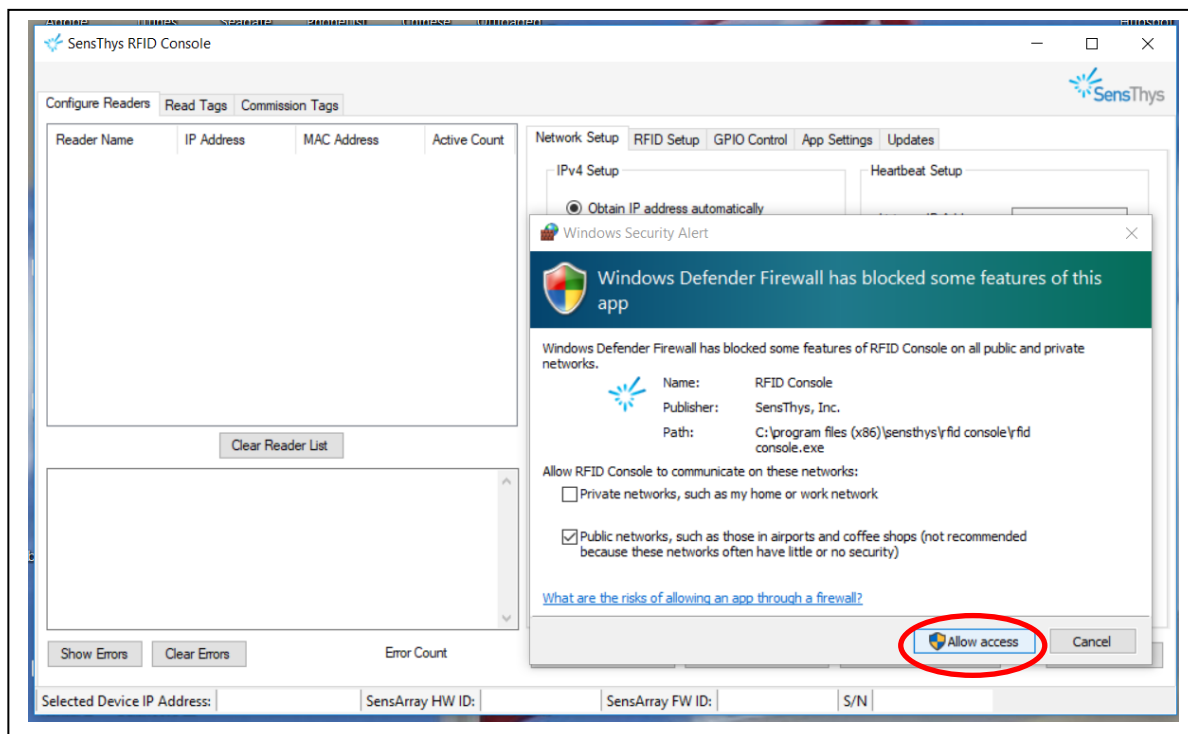 SensThys RFID Console
SensThys
Configure Readers Read Tags Commission Tags
Reader Name IP Address MAC Address Active Count
Network Setup RFID Setup GPIO Control App Settings Updates
IPv4 Setup
Heartbeat Setup
Obtain IP address automatically
Windows Security Alert
Windows Defender Firewall has blocked some features of this
app
Windows Defender Firewall has blocked some features of RFID Console on all public and private
networks.
Name: RFID Console
Publisher: SensThys, Inc.
Path: C:\program files (x86)\sensthys\rfid console\rfid
console.exe
Allow RFID Console to communicate on these networks:
Private networks, such as my home or work network
Public networks, such as those in airports and coffee shops (not recommended
because these networks often have little or no security)
What are the risks of allowing an app through a firewall?
Allow access Cancel
Clear Reader List
Show Errors Clear Errors Error Count
Selected Device IP Address: SensArray HW ID: SensArray FW ID: S/N